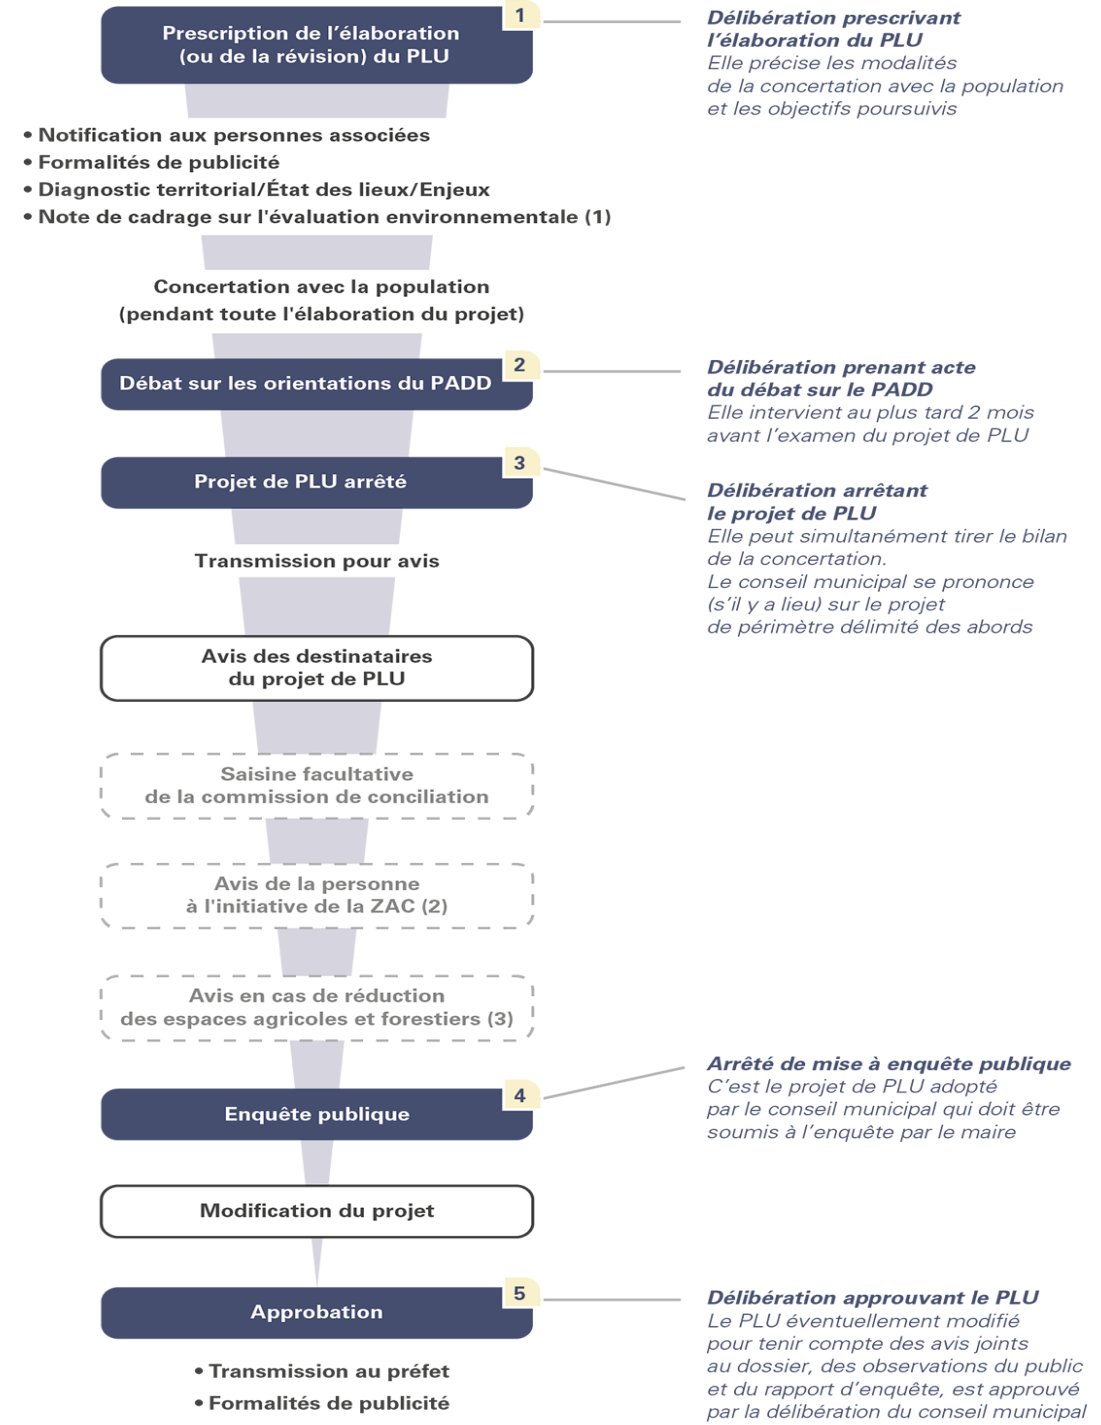 Prescription de l’élaboration
(ou de la révision) du PLU
1
Délibération prescrivant
l’élaboration du PLU
Elle précise les modalités
de la concertation avec la population
et les objectifs poursuivis
• Notification aux personnes associées
• Formalités de publicité
• Diagnostic territorial/État des lieux/Enjeux
• Note de cadrage sur l'évaluation environnementale (1)
Concertation avec la population
(pendant toute l'élaboration du projet)
Débat sur les orientations du PADD
2
Délibération prenant acte
du débat sur le PADD
Elle intervient au plus tard 2 mois
avant l’examen du projet de PLU
Projet de PLU arrêté
3
Délibération arrêtant
le projet de PLU
Elle peut simultanément tirer le bilan
de la concertation.
Le conseil municipal se prononce
(s’il y a lieu) sur le projet
de périmètre délimité des abords
Transmission pour avis
Avis des destinataires
du projet de PLU
Saisine facultative
de la commission de conciliation
Avis de la personne
à l'initiative de la ZAC (2)
Avis en cas de réduction
des espaces agricoles et forestiers (3)
Enquête publique
4
Arrêté de mise à enquête publique
C’est le projet de PLU adopté
par le conseil municipal qui doit être
soumis à l’enquête par le maire
Modification du projet
Approbation
5
Délibération approuvant le PLU
Le PLU éventuellement modifié
pour tenir compte des avis joints
au dossier, des observations du public
et du rapport d’enquête, est approuvé
par la délibération du conseil municipal
• Transmission au préfet
• Formalités de publicité